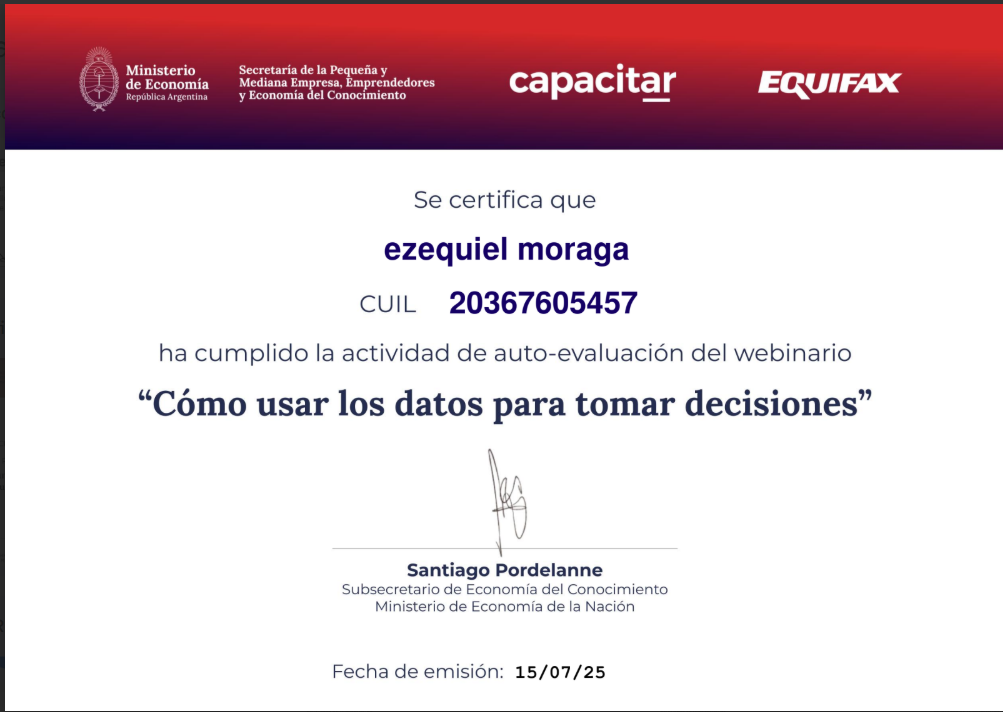 Ministerio
de Economía
República Argentina
Secretaría de la Pequeña y
Mediana Empresa, Emprendedores
y Economía del Conocimiento
capacitar
EQUIFAX
Se certifica que
ezequiel moraga
CUIL 20367605457
ha cumplido la actividad de auto-evaluación del webinario
“Cómo usar los datos para tomar decisiones”
Santiago Pordelanne
Subsecretario de Economía del Conocimiento
Ministerio de Economía de la Nación
Fecha de emisión: 15/07/25